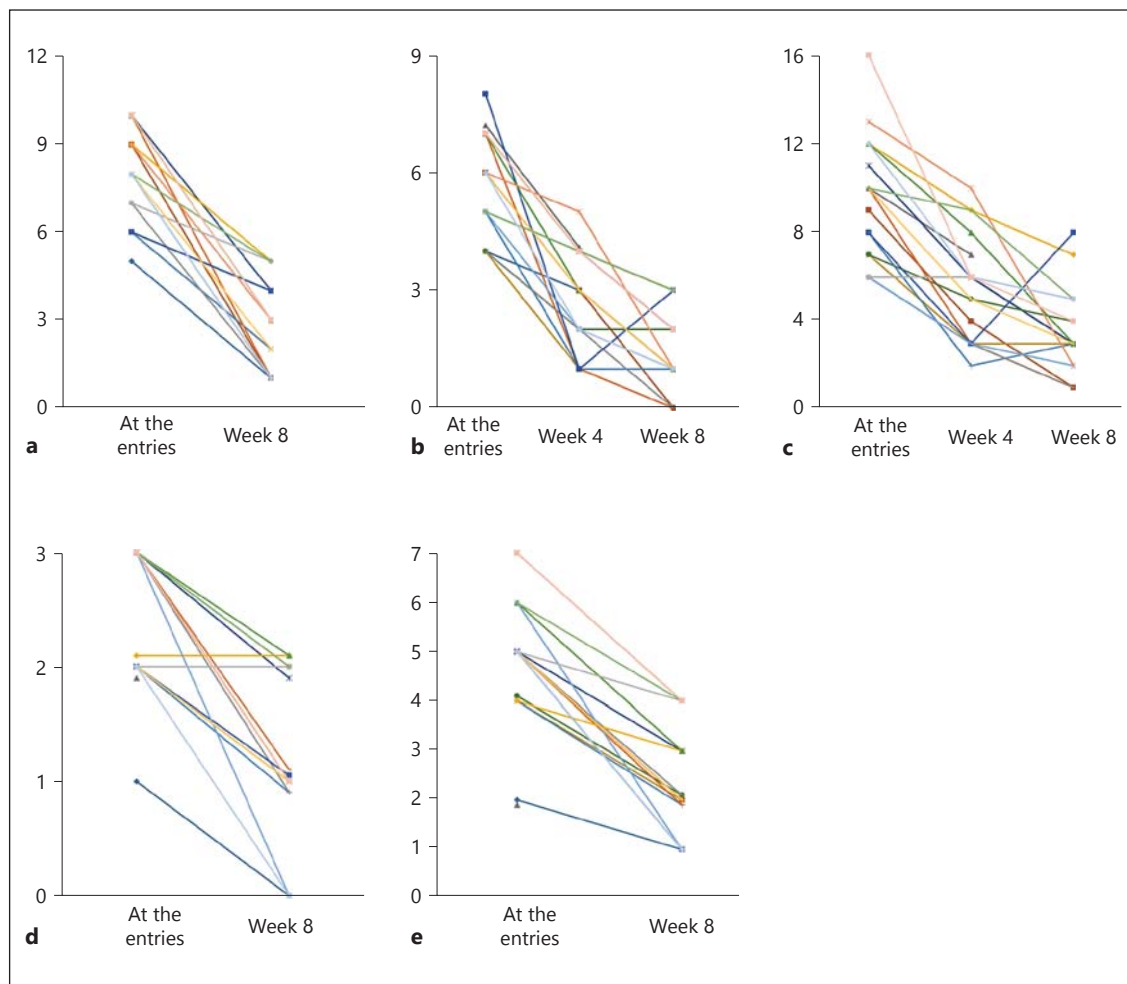 12
9
6
3
0
At the
entries
Week 8
a
9
6
3
0
At the
entries
Week 4
Week 8
b
16
12
8
4
0
At the
entries
Week 4
Week 8
c
3
2
1
0
At the
entries
Week 8
d
7
6
5
4
3
2
1
0
At the
entries
Week 8
e